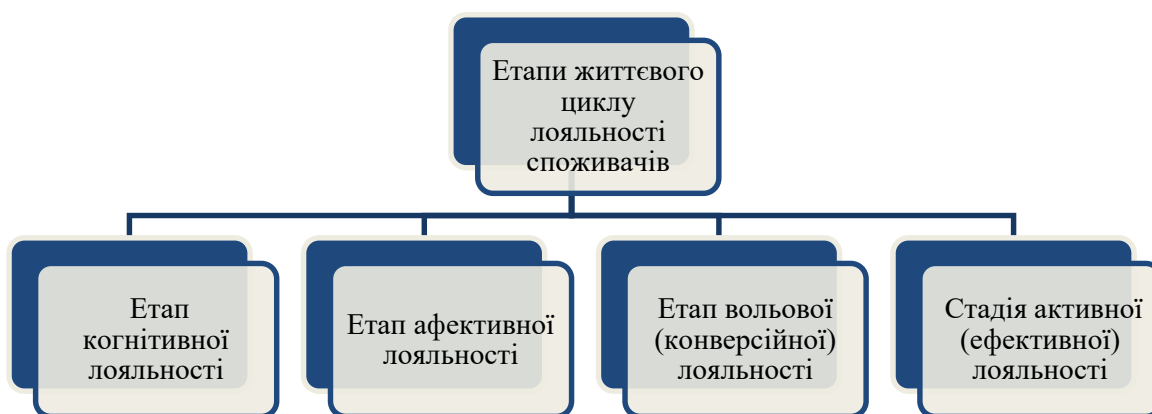 Етапи життєвого
циклу
лояльності
споживачів
Етап
когнітивної
лояльності
Етап афективної
лояльності
Етап вольової
(конверсійної)
лояльності
Стадія активної
(ефективної)
лояльності